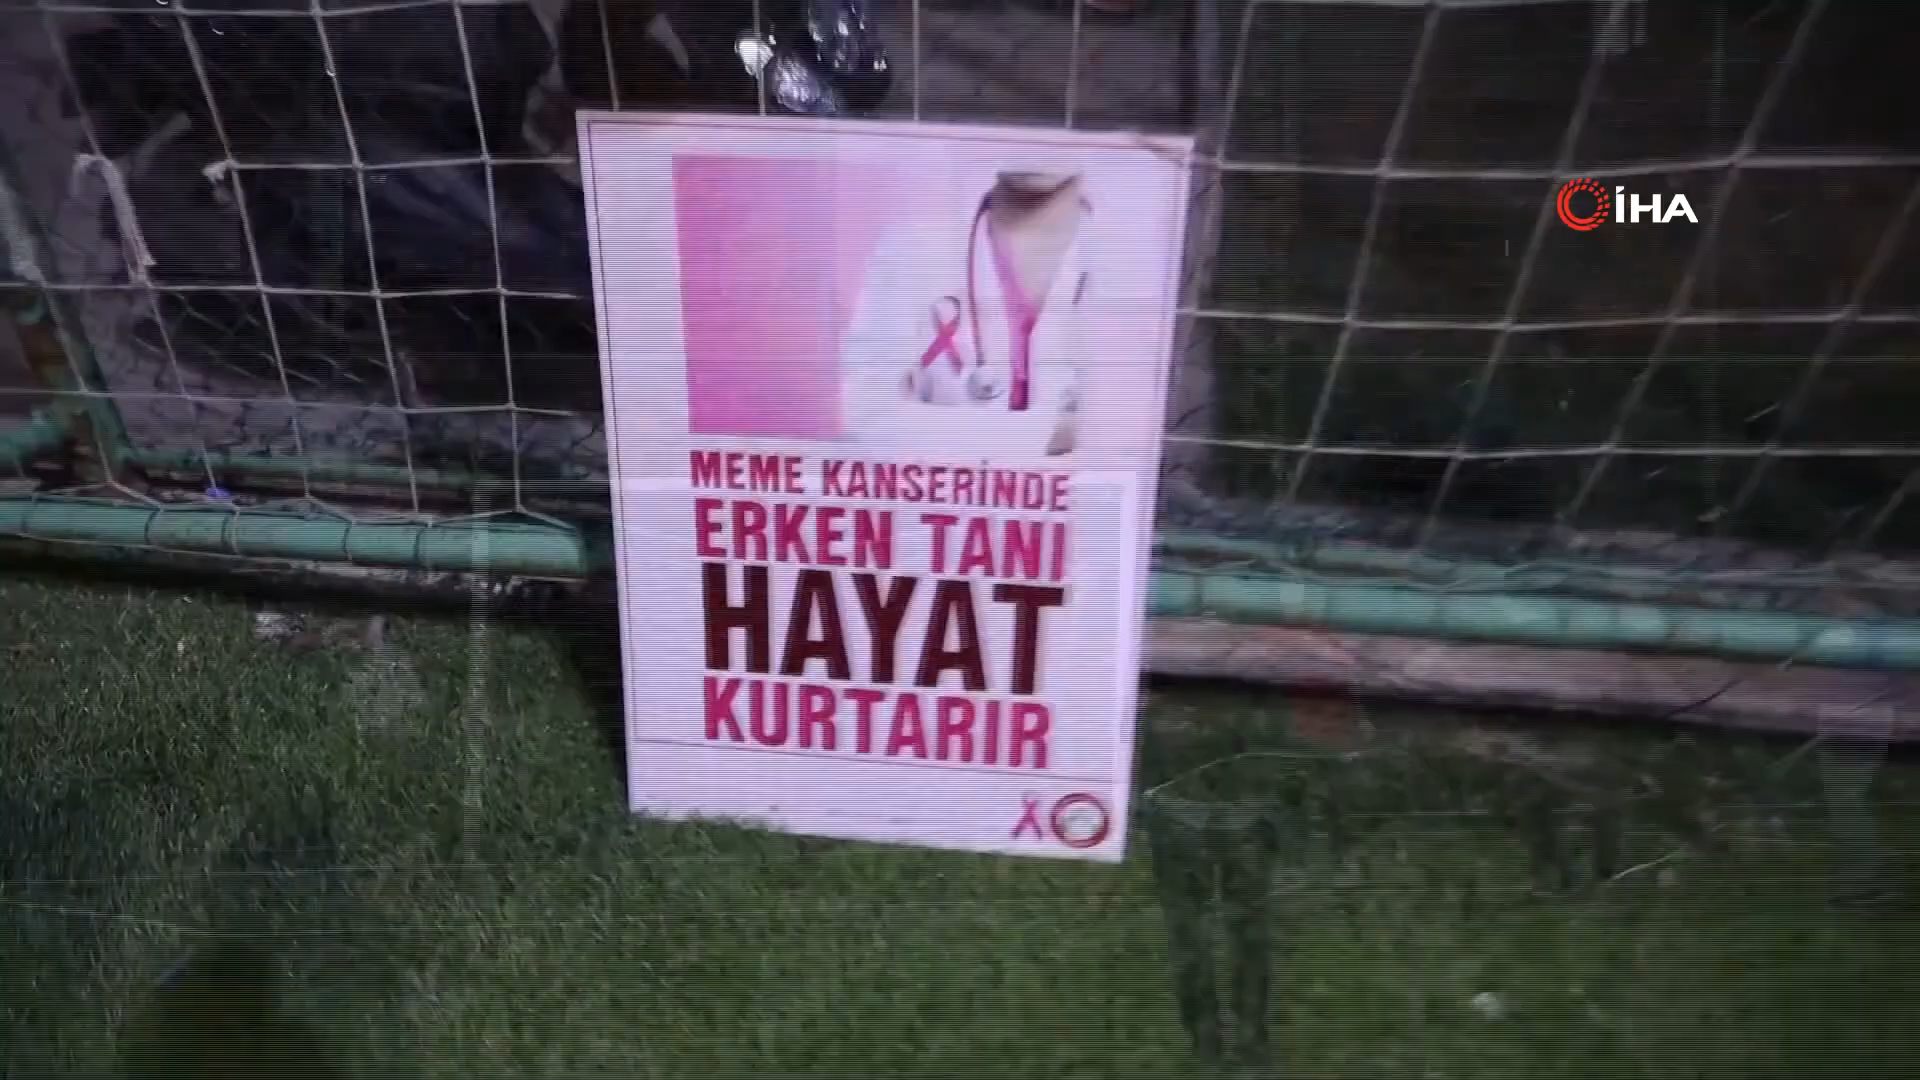 İHA
MEME KANSERİNDE
ERKEN TANI
HAYAT
KURTARIR